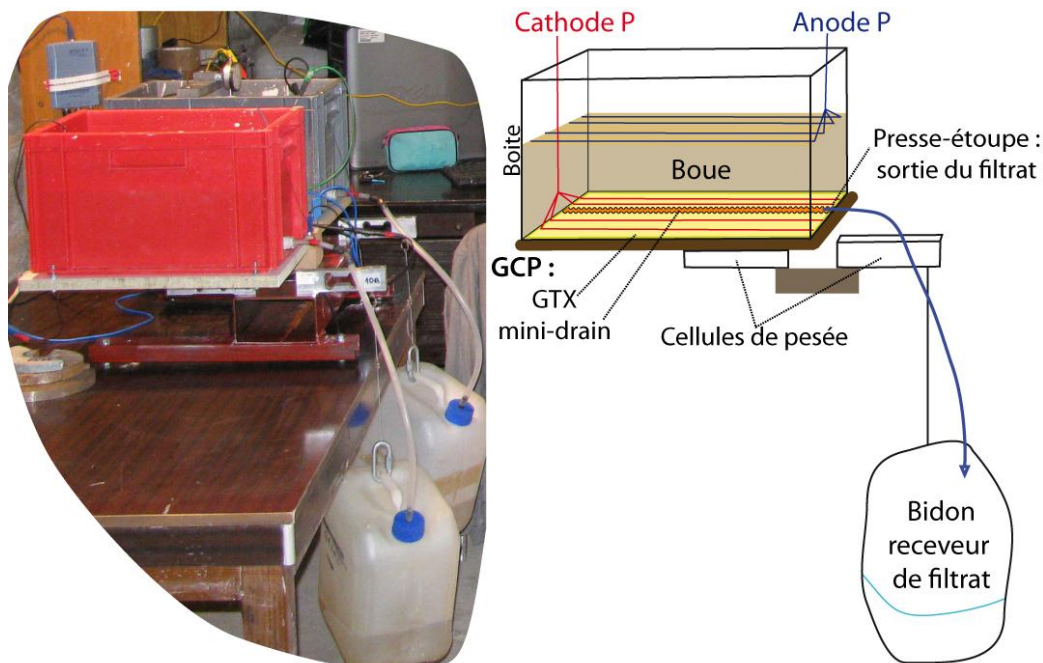 Cathode P
Anode P
Boite
Boue
Presse-étoupe :
sortie du filtrat
GCP :
GTX
mini-drain
Cellules de pesée
Bidon
receveur
de filtrat